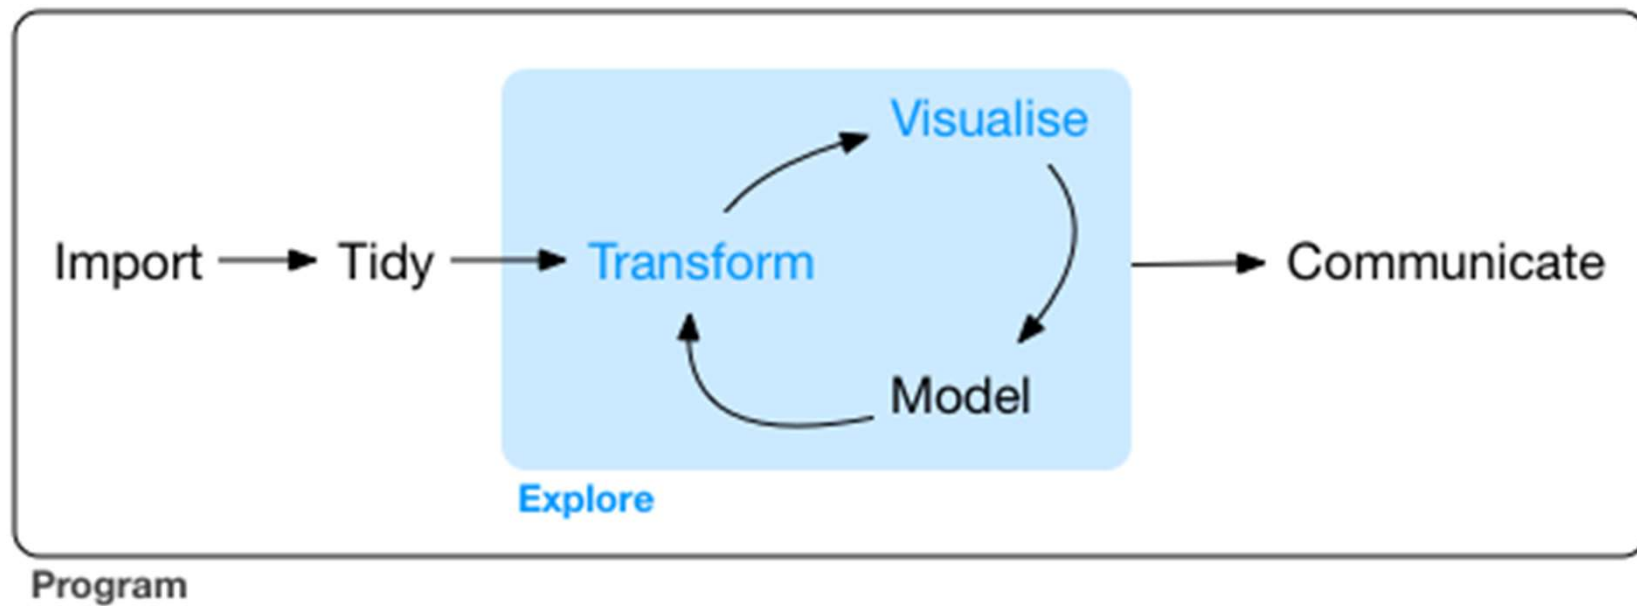 Visualise
Import Tidy Transform Communicate
Model
Explore
Program